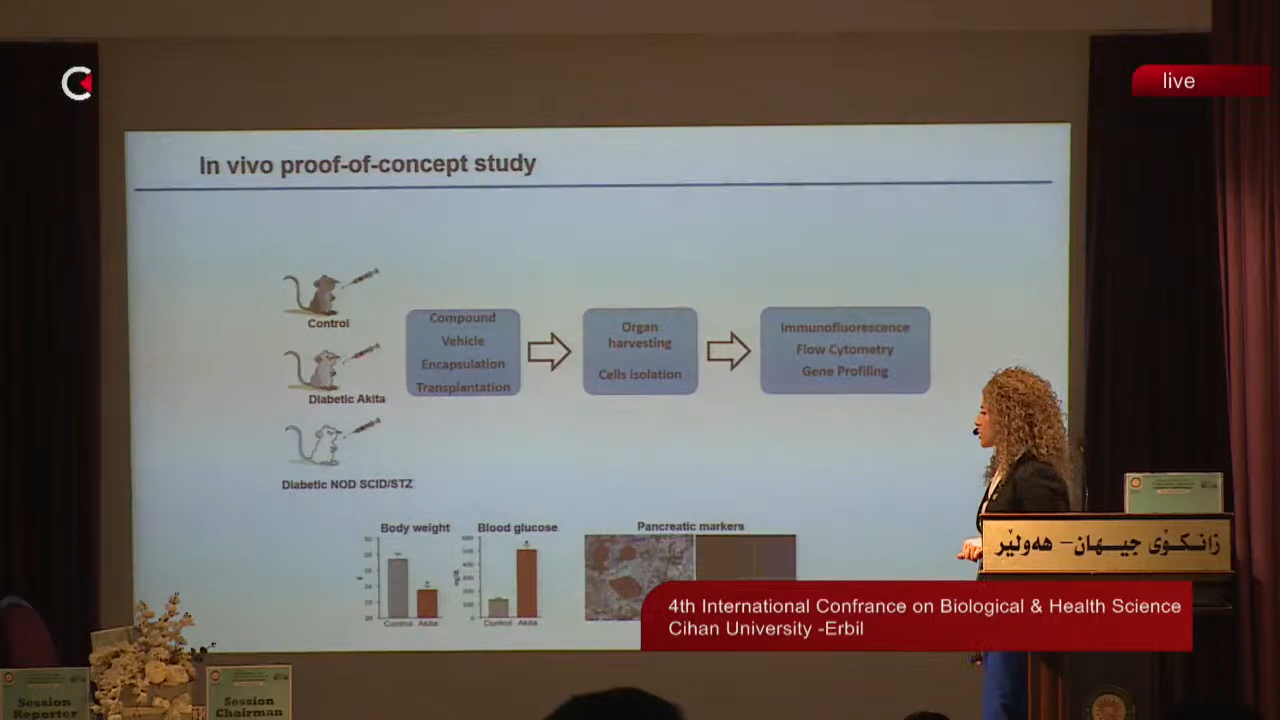 live
In vivo proof-of-concept study
Control
Diabetic Akita
Diabetic NOD SCID/STZ
Compound
Vehicle
Encapsulation
Transplantation
Organ
harvesting
Cells isolation
Immunofluorescence
Flow Cytometry
Gene Profiling
Body weight
Control Akita
Blood glucose
Control Akita
Pancreatic markers
زانکۆی جیهان - هەولێر
4th International Confrance on Biological & Health Science
Cihan University -Erbil
Session
Reporter
Session
Chairman